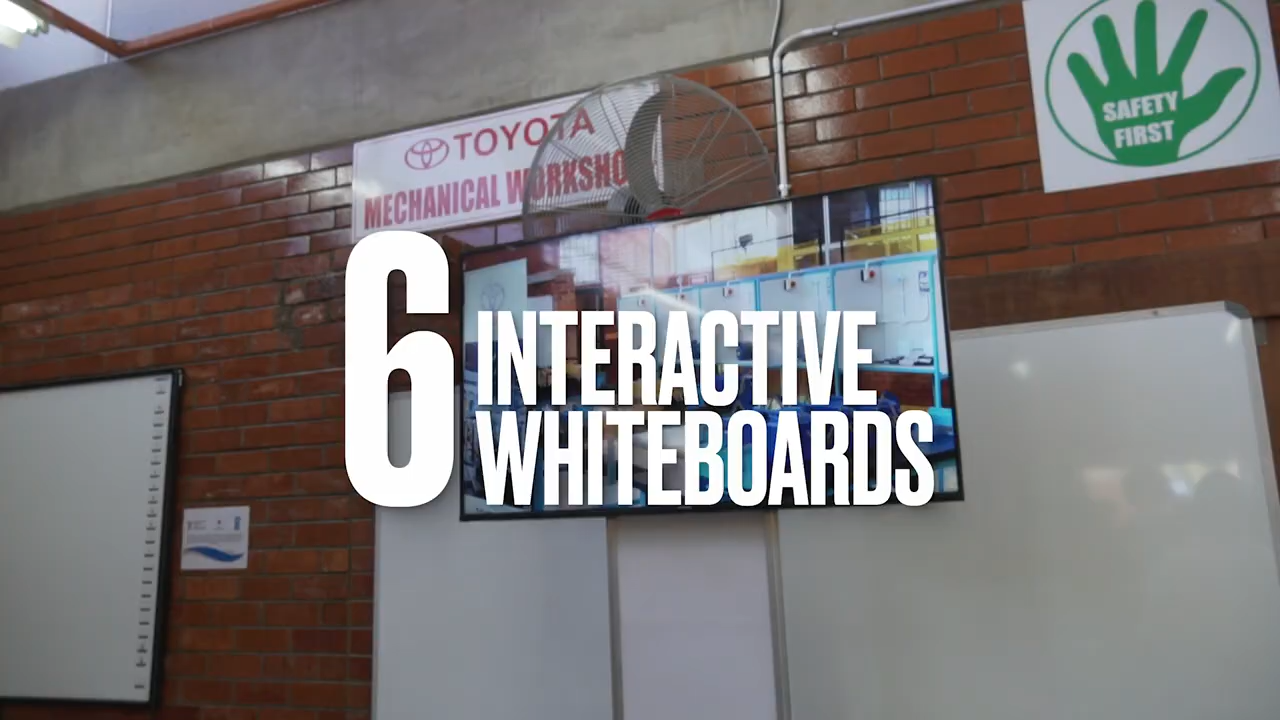 TOYOTA
MECHANICAL WORKSHO
SAFETY
FIRST
6 INTERACTIVE
WHITEBOARDS